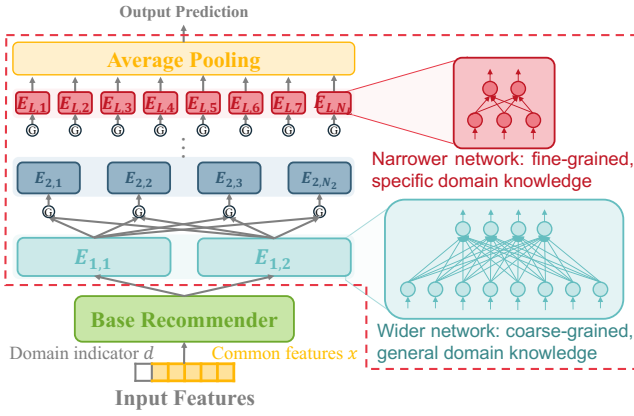 Output Prediction
Average Pooling
E_{L,1} E_{L,2} E_{L,3} E_{L,4} E_{L,5} E_{L,6} E_{L,7} E_{L,N_L}
G G G G G G G G
Narrower network: fine-grained,
specific domain knowledge
E_{2,1} E_{2,2} E_{2,3} E_{2,N_2}
G G G G
E_{1,1} E_{1,2}
Wider network: coarse-grained,
general domain knowledge
Base Recommender
Domain indicator d Common features x
Input Features